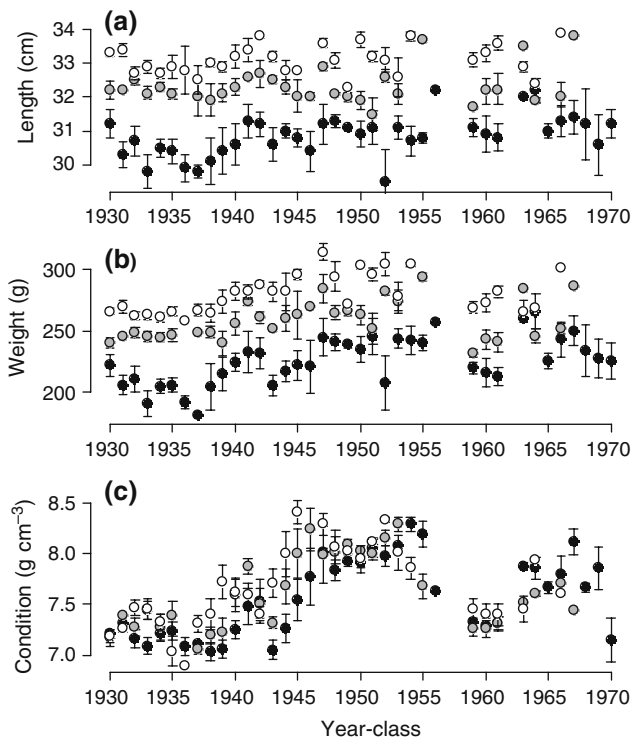 (a)
Length (cm)
34
33
32
31
30
1930 1935 1940 1945 1950 1955 1960 1965 1970
(b)
Weight (g)
300
250
200
1930 1935 1940 1945 1950 1955 1960 1965 1970
(c)
Condition (g cm⁻³)
8.5
8.0
7.5
7.0
1930 1935 1940 1945 1950 1955 1960 1965 1970
Year-class